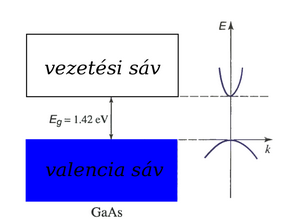 E
vezetési sáv
E_g = 1.42 eV
k
valencia sáv
GaAs